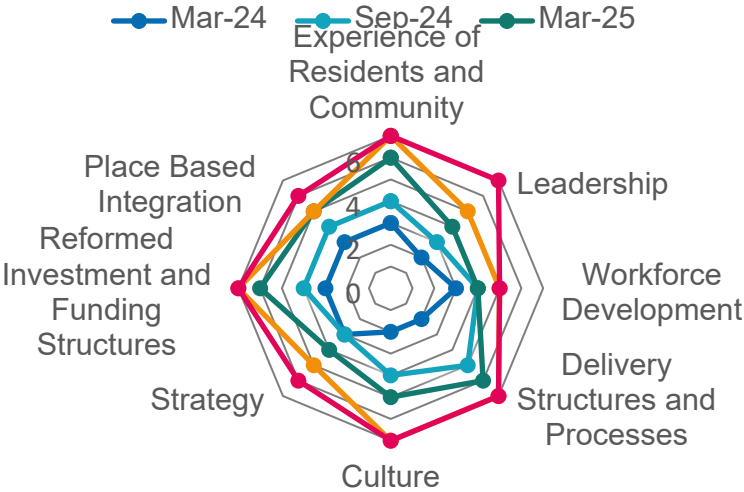 Mar-24 Sep-24 Mar-25
Experience of
Residents and
Community
Leadership
Workforce
Development
Delivery
Structures and
Processes
Culture
Strategy
Reformed
Investment and
Funding
Structures
Place Based
Integration
6
4
2
0